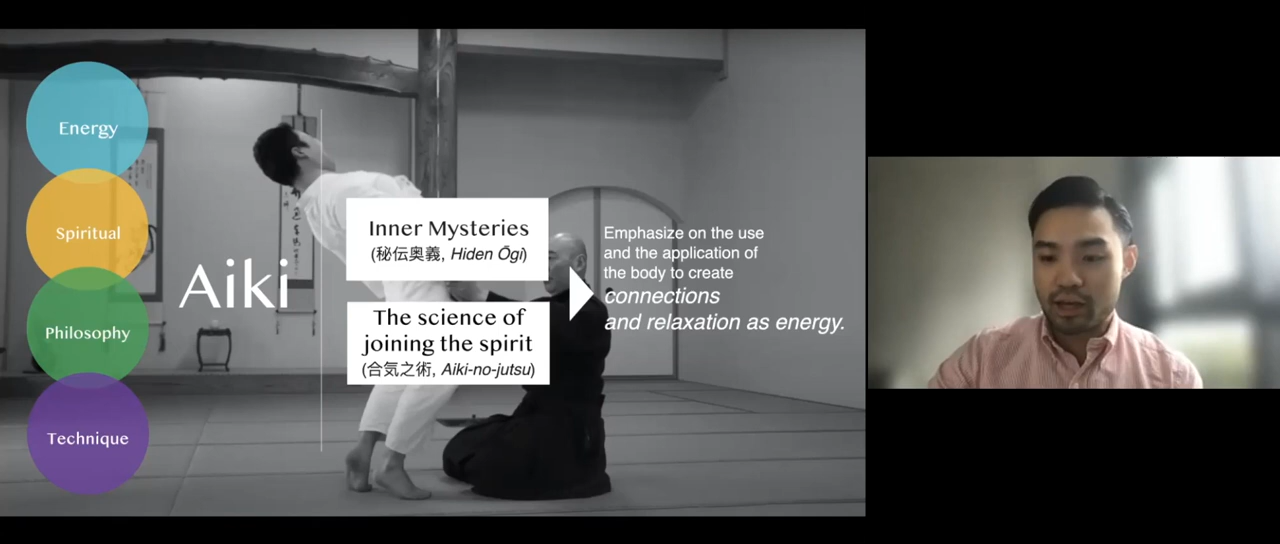 Energy
Spiritual
Philosophy
Technique
Aiki
Inner Mysteries
(秘伝奥義, Hiden Ōgi)
The science of
joining the spirit
(合気之術, Aiki-no-jutsu)
Emphasize on the use
and the application of
the body to create
connections
and relaxation as energy.